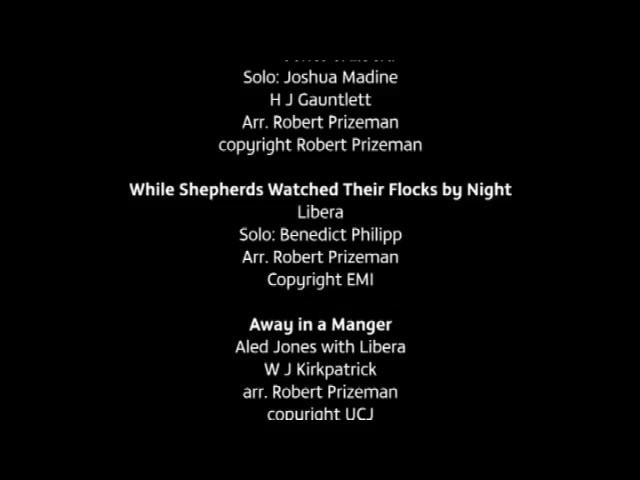 Solo: Joshua Madine
H J Gauntlett
Arr. Robert Prizeman
copyright Robert Prizeman
While Shepherds Watched Their Flocks by Night
Libera
Solo: Benedict Philipp
Arr. Robert Prizeman
Copyright EMI
Away in a Manger
Aled Jones with Libera
W J Kirkpatrick
arr. Robert Prizeman
copyright UCJ